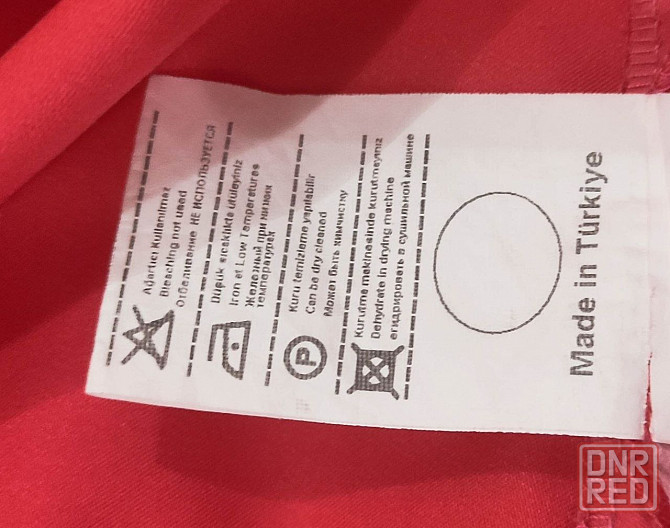 Ağartıcı Kullanılmaz
Bleaching not used
Отбеливание НЕ ИСПОЛЬЗУЕТСЯ
Düşük sıcaklıkta ütüleyiniz
Iron at Low Temperatures
Железный при низких
температурах
P
Kuru temizleme yapılabilir
Can be dry cleaned
Может быть химчистку
Kurutma makinesinde kurutmayınız
Dehydrate in drying machine
егидрировать в сушильной машине
Made in Türkiye
DNR
RED